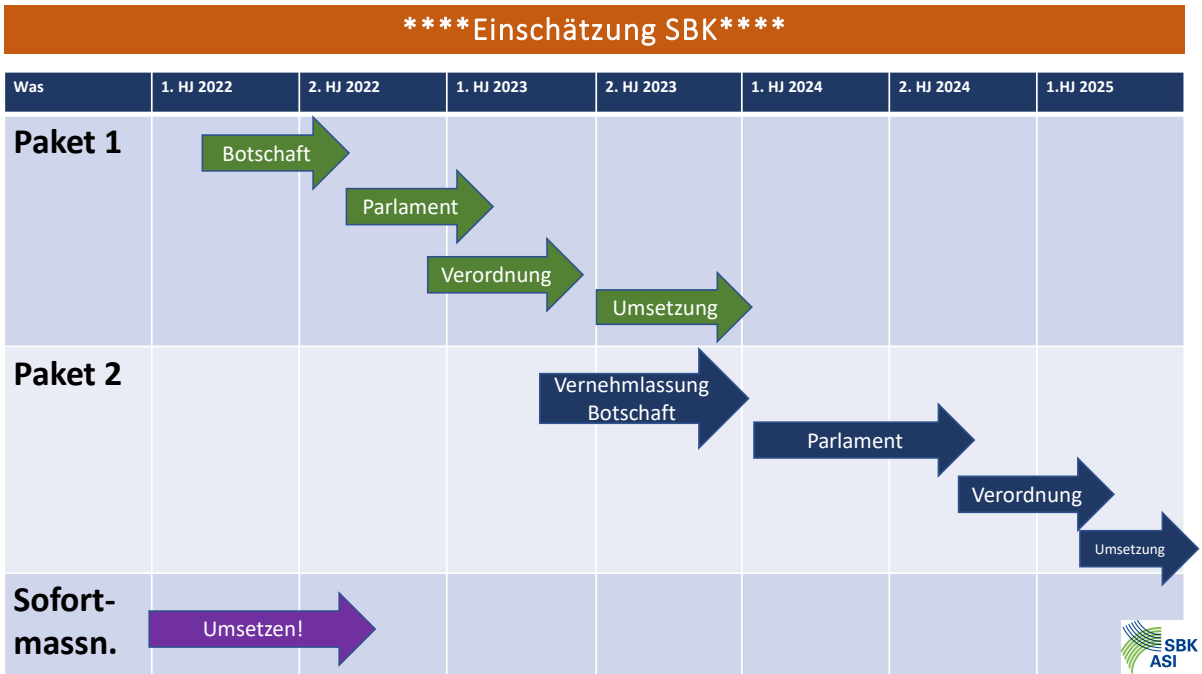 ****Einschätzung SBK****
Was
1. HJ 2022
2. HJ 2022
1. HJ 2023
2. HJ 2023
1. HJ 2024
2. HJ 2024
1.HJ 2025
Paket 1
Botschaft
Parlament
Verordnung
Umsetzung
Paket 2
Vernehmlassung
Botschaft
Parlament
Verordnung
Umsetzung
Sofort-
massn.
Umsetzen!
SBK
ASI